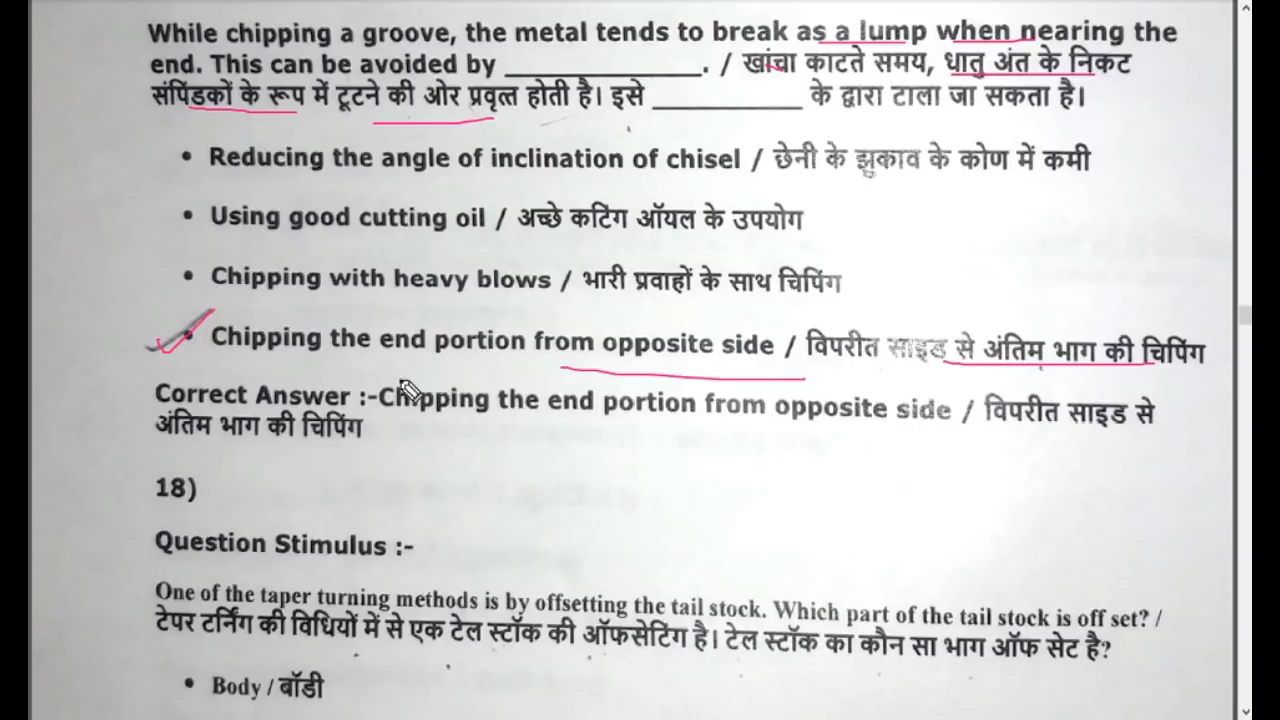 While chipping a groove, the metal tends to break as a lump when nearing the
end. This can be avoided by ____________. / खांचा काटते समय, धातु अंत के निकट
संपिंडकों के रूप में टूटने की ओर प्रवृत्त होती है। इसे ____________ के द्वारा टाला जा सकता है।
• Reducing the angle of inclination of chisel / छेनी के झुकाव के कोण में कमी
• Using good cutting oil / अच्छे कटिंग ऑयल के उपयोग
• Chipping with heavy blows / भारी प्रवाहों के साथ चिपिंग
• Chipping the end portion from opposite side / विपरीत साइड से अंतिम भाग की चिपिंग
Correct Answer :-Chipping the end portion from opposite side / विपरीत साइड से
अंतिम भाग की चिपिंग
18)
Question Stimulus :-
One of the taper turning methods is by offsetting the tail stock. Which part of the tail stock is off set? /
टेपर टर्निंग की विधियों में से एक टेल स्टॉक की ऑफसेटिंग है। टेल स्टॉक का कौन सा भाग ऑफ सेट है?
• Body / बॉडी